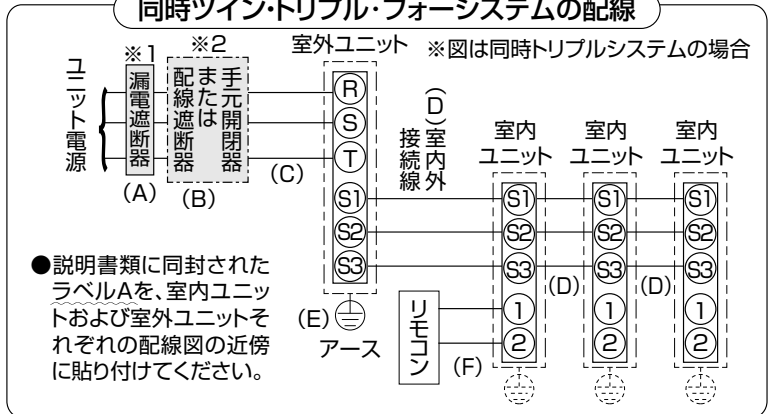 同時ツイン・トリプル・フォーシステムの配線
※1
※2
室外ユニット
※図は同時トリプルシステムの場合
ユニット電源
漏電遮断器
配線遮断器
または
手元開閉器
(A)
(B)
(C)
R
S
T
S1
S2
S3
(D)室内外
接続線
室内
ユニット
室内
ユニット
室内
ユニット
S1
S2
S3
1
2
S1
S2
S3
1
2
S1
S2
S3
1
2
(D)
(D)
●説明書類に同封された
ラベルAを、室内ユニッ
トおよび室外ユニットそ
れぞれの配線図の近傍
に貼り付けてください。
(E)
アース
リモコン
(F)